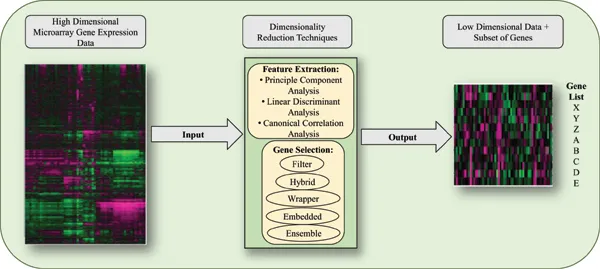 High Dimensional
Microarray Gene Expression
Data
Dimensionality
Reduction Techniques
Low Dimensional Data +
Subset of Genes
Input
Feature Extraction:
• Principle Component
Analysis
• Linear Discriminant
Analysis
• Canonical Correlation
Analysis
Gene Selection:
Filter
Hybrid
Wrapper
Embedded
Ensemble
Output
Gene
List
X
Y
Z
A
B
C
D
E